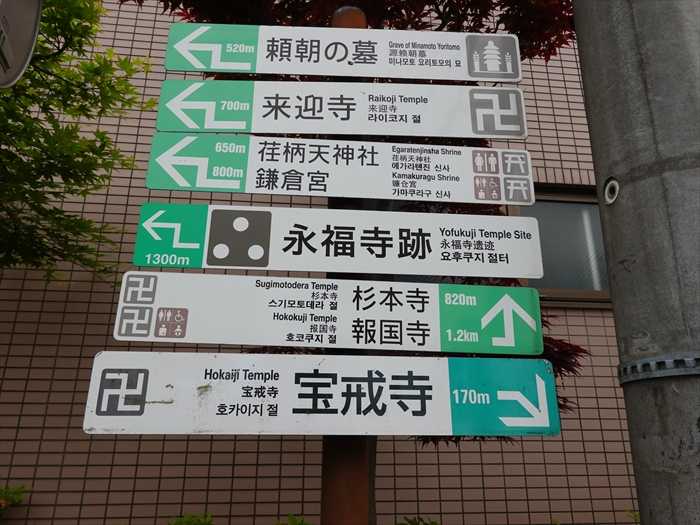 520m
頼朝の墓
Grave of Minamoto Yoritomo
源赖朝墓
미나모토 요리토모의 묘
700m
来迎寺
Raikoji Temple
来迎寺
라이코지 절
650m
800m
荏柄天神社
鎌倉宮
Egaratenjinsha Shrine
荏柄天神社
에가라텐진 신사
Kamakuragu Shrine
镰仓宫
가마쿠라구 신사
1300m
永福寺跡
Yofukuji Temple Site
永福寺遗迹
요후쿠지 절터
Sugimotodera Temple
杉本寺
스기모토데라 절
Hokokuji Temple
报国寺
호코쿠지 절
杉本寺
報国寺
820m
1.2km
Hokaiji Temple
宝戒寺
호카이지 절
宝戒寺
170m